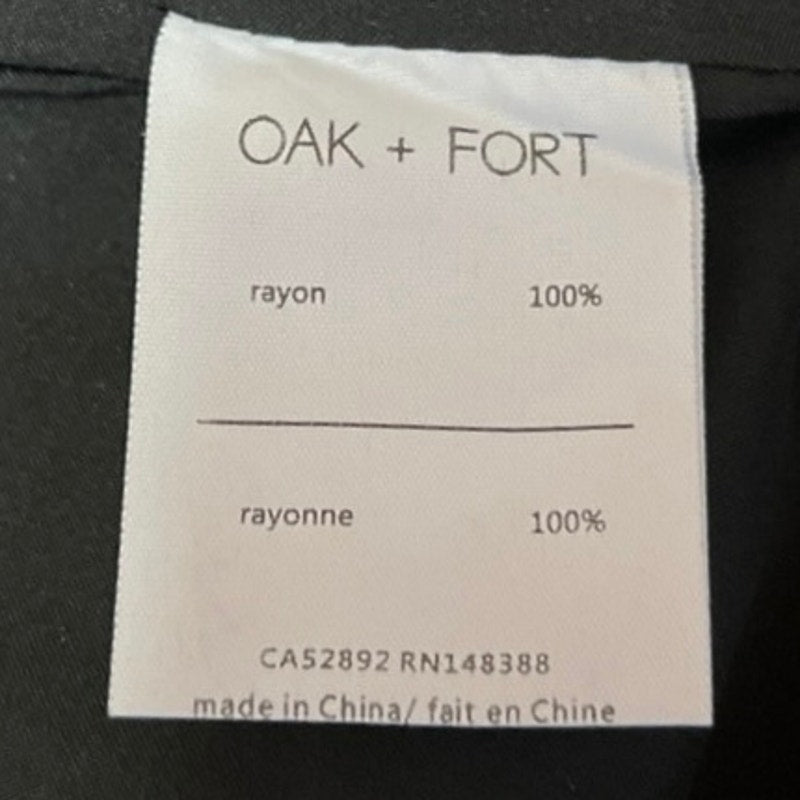 OAK + FORT
rayon 100%
rayonne 100%
CA52892 RN148388
made in China/ fait en Chine